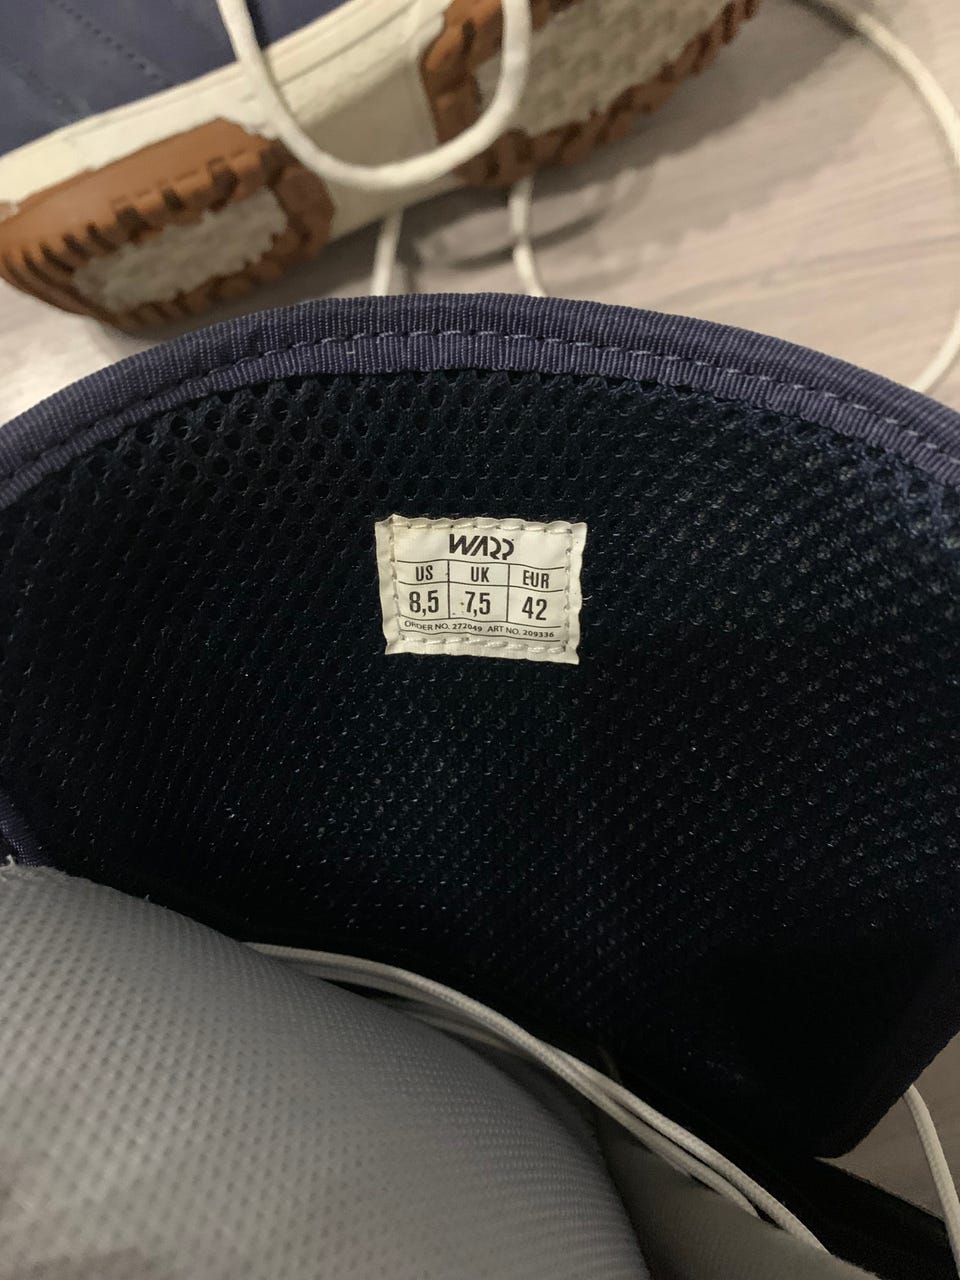 WARP
US UK EUR
8,5 7,5 42
ORDER NO. 272049 ART NO. 209336